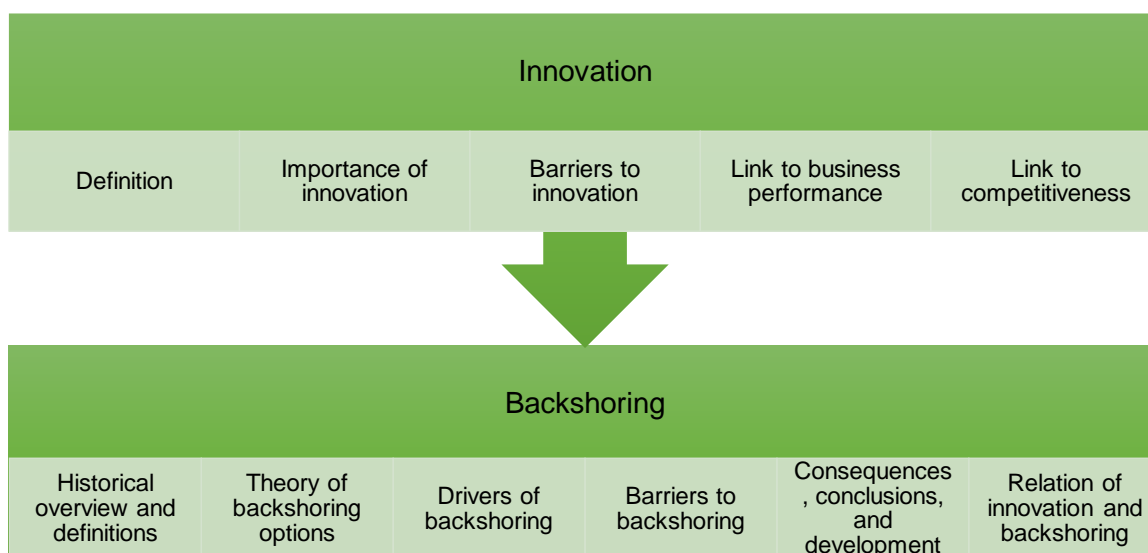 Innovation
Definition
Importance of
innovation
Barriers to
innovation
Link to business
performance
Link to
competitiveness
Backshoring
Historical
overview and
definitions
Theory of
backshoring
options
Drivers of
backshoring
Barriers to
backshoring
Consequences
, conclusions,
and
development
Relation of
innovation and
backshoring